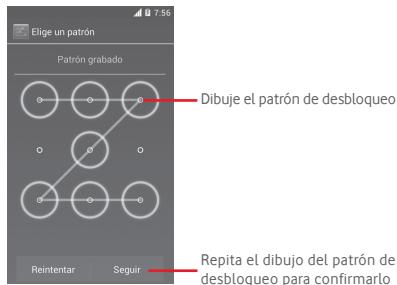 7:56
Elige un patrón
Patrón grabado
Dibuje el patrón de desbloqueo
Reintentar Seguir
Repita el dibujo del patrón de
desbloqueo para confirmarlo